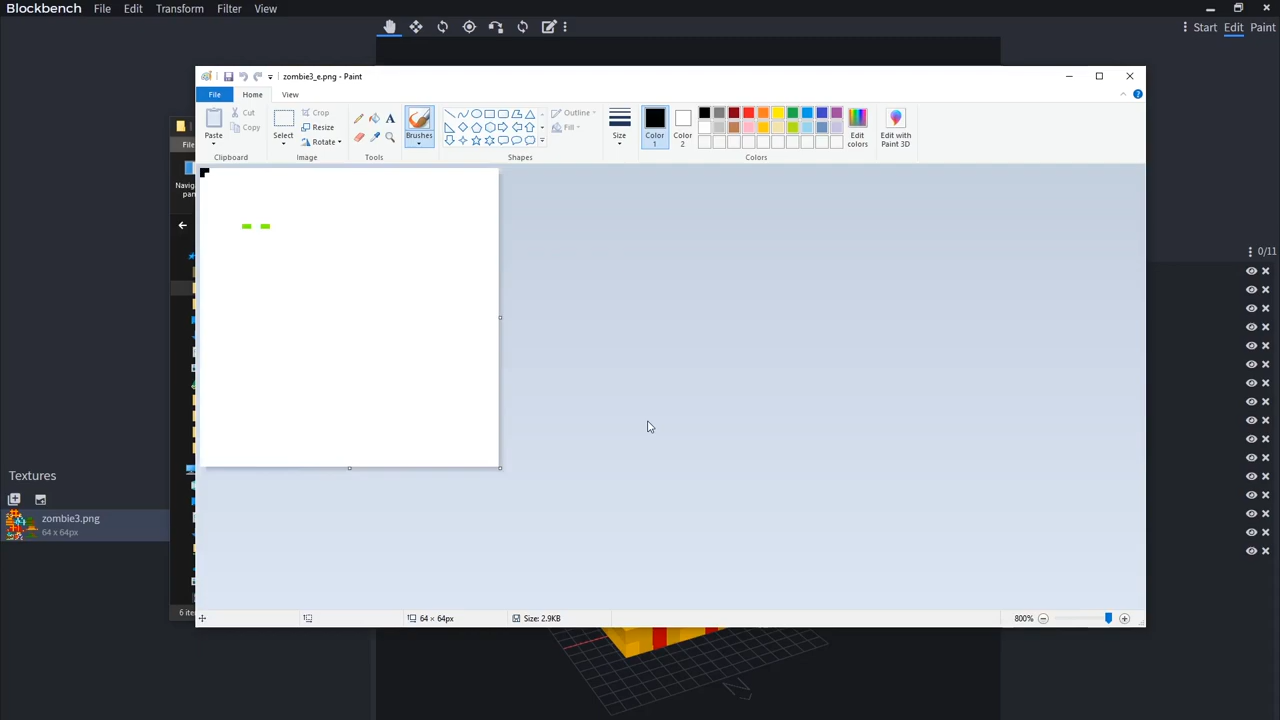 Blockbench File Edit Transform Filter View
Start Edit Paint
zombie3_e.png - Paint
File Home View
Paste Cut Copy
Select Crop Resize Rotate
Brushes
Outline
Fill
Size
Color 1
Color 2
Edit colors
Edit with Paint 3D
Clipboard Image Tools Shapes Colors
File
0/11
Textures
zombie3.png
64 x 64px
64 × 64px Size: 2.9KB 800%